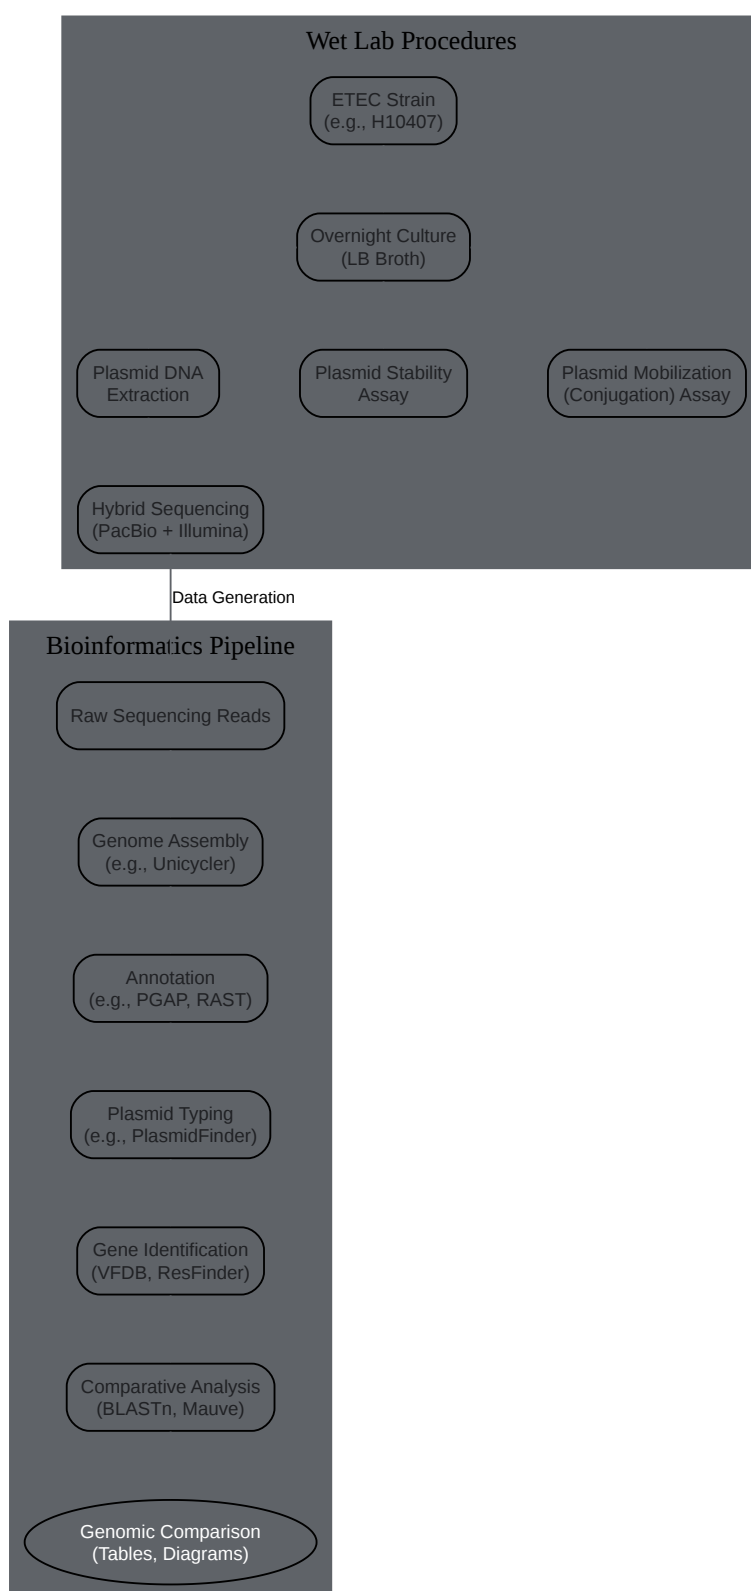 Wet Lab Procedures
ETEC Strain
(e.g., H10407)
Overnight Culture
(LB Broth)
Plasmid DNA
Extraction
Plasmid Stability
Assay
Plasmid Mobilization
(Conjugation) Assay
Hybrid Sequencing
(PacBio + Illumina)
Data Generation
Bioinformatics Pipeline
Raw Sequencing Reads
Genome Assembly
(e.g., Unicycler)
Annotation
(e.g., PGAP, RAST)
Plasmid Typing
(e.g., PlasmidFinder)
Gene Identification
(VFDB, ResFinder)
Comparative Analysis
(BLASTn, Mauve)
Genomic Comparison
(Tables, Diagrams)